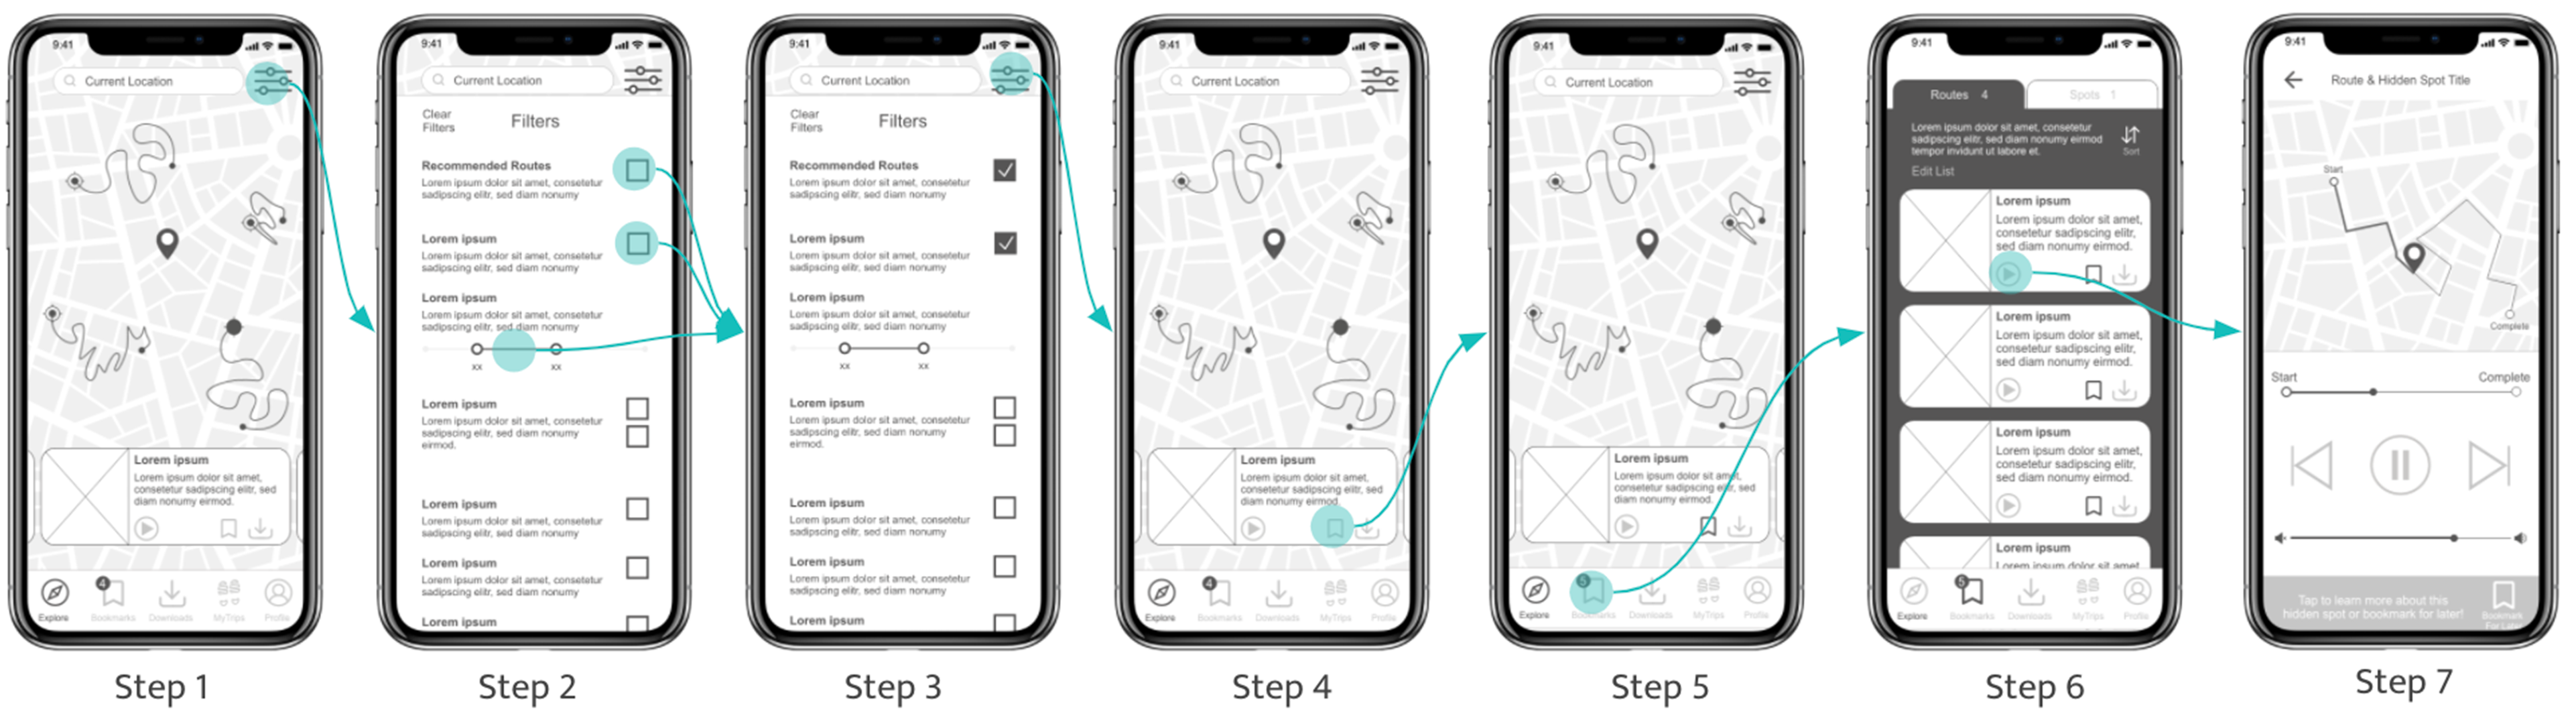 9:41
Current Location
Lorem ipsum
Lorem ipsum dolor sit amet,
consetetur sadipscing elitr, sed
diam nonumy eirmod.
4
Explore
Bookmarks
Downloads
MyTrips
Profile
Step 1
9:41
Current Location
Clear
Filters
Filters
Recommended Routes
Lorem ipsum dolor sit amet, consetetur
sadipscing elitr, sed diam nonumy
Lorem ipsum
Lorem ipsum dolor sit amet, consetetur
sadipscing elitr, sed diam nonumy
Lorem ipsum
Lorem ipsum dolor sit amet, consetetur
sadipscing elitr, sed diam nonumy
xx
xx
Lorem ipsum
Lorem ipsum dolor sit amet, consetetur
sadipscing elitr, sed diam nonumy
eirmod.
Lorem ipsum
Lorem ipsum dolor sit amet, consetetur
sadipscing elitr, sed diam nonumy
Lorem ipsum
Lorem ipsum dolor sit amet, consetetur
sadipscing elitr, sed diam nonumy
Lorem ipsum
Step 2
9:41
Current Location
Clear
Filters
Filters
Recommended Routes
Lorem ipsum dolor sit amet, consetetur
sadipscing elitr, sed diam nonumy
Lorem ipsum
Lorem ipsum dolor sit amet, consetetur
sadipscing elitr, sed diam nonumy
Lorem ipsum
Lorem ipsum dolor sit amet, consetetur
sadipscing elitr, sed diam nonumy
xx
xx
Lorem ipsum
Lorem ipsum dolor sit amet, consetetur
sadipscing elitr, sed diam nonumy
eirmod.
Lorem ipsum
Lorem ipsum dolor sit amet, consetetur
sadipscing elitr, sed diam nonumy
Lorem ipsum
Lorem ipsum dolor sit amet, consetetur
sadipscing elitr, sed diam nonumy
Lorem ipsum
Step 3
9:41
Current Location
Lorem ipsum
Lorem ipsum dolor sit amet,
consetetur sadipscing elitr, sed
diam nonumy eirmod.
4
Explore
Bookmarks
Downloads
MyTrips
Profile
Step 4
9:41
Current Location
Lorem ipsum
Lorem ipsum dolor sit amet,
consetetur sadipscing elitr, sed
diam nonumy eirmod.
5
Explore
Bookmarks
Downloads
MyTrips
Profile
Step 5
9:41
Routes 4
Spots 1
Lorem ipsum dolor sit amet, consetetur
sadipscing elitr, sed diam nonumy eirmod
tempor invidunt ut labore et.
Sort
Edit List
Lorem ipsum
Lorem ipsum dolor sit amet,
consetetur sadipscing elitr,
sed diam nonumy eirmod.
Lorem ipsum
Lorem ipsum dolor sit amet,
consetetur sadipscing elitr,
sed diam nonumy eirmod.
Lorem ipsum
Lorem ipsum dolor sit amet,
consetetur sadipscing elitr,
sed diam nonumy eirmod.
Lorem ipsum
Lorem ipsum dolor sit amet
5
Explore
Bookmarks
Downloads
MyTrips
Profile
Step 6
9:41
Route & Hidden Spot Title
Start
Complete
Start
Complete
Tap to learn more about this
hidden spot or bookmark for later!
Bookmark
For Later
Step 7